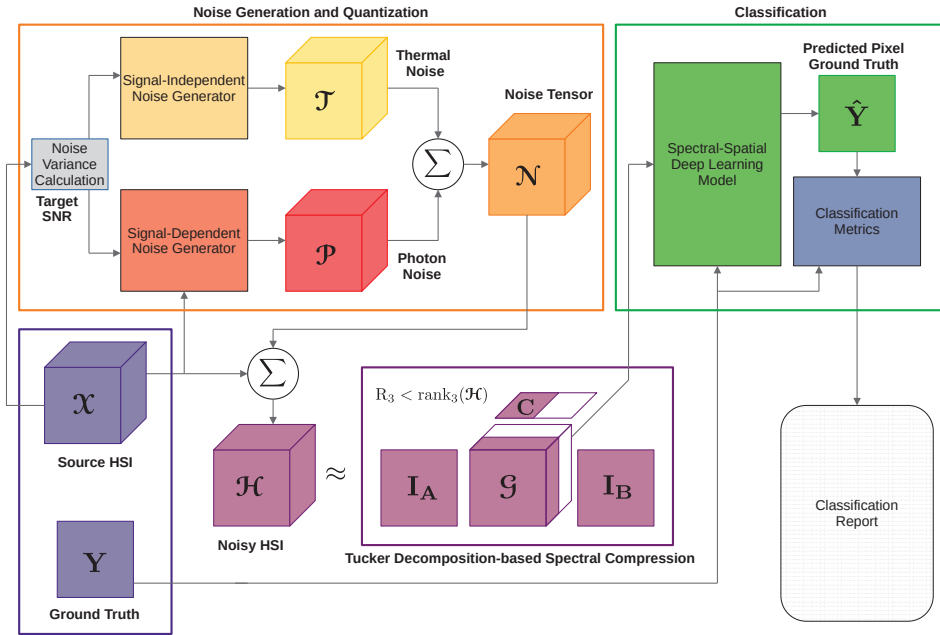 Noise Generation and Quantization
Classification
Signal-Independent
Noise Generator
𝓣
Thermal
Noise
Noise Tensor
𝓝
∑
Noise
Variance
Calculation
Target
SNR
Signal-Dependent
Noise Generator
𝓟
Photon
Noise
Spectral-Spatial
Deep Learning
Model
Predicted Pixel
Ground Truth
Ŷ
Classification
Metrics
𝓧
Source HSI
∑
𝓗
Noisy HSI
≈
R₃ < rank₃(𝓗)
C
I_A
𝓖
I_B
Tucker Decomposition-based Spectral Compression
Y
Ground Truth
Classification
Report